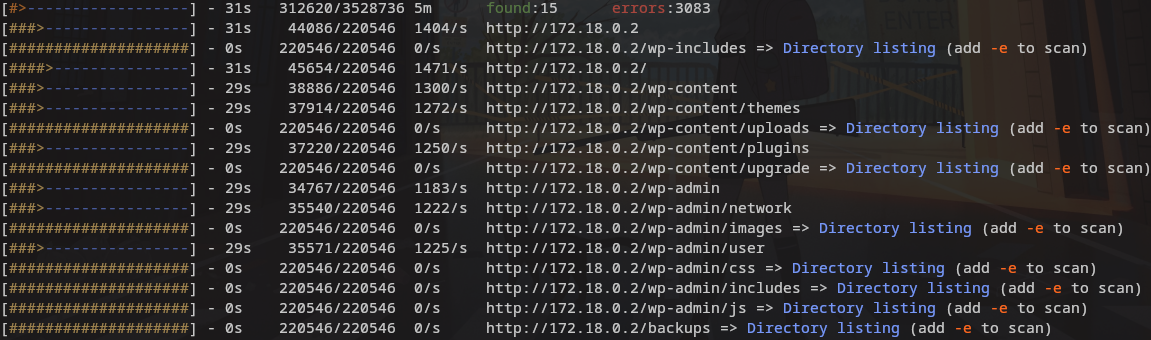 [#>------------------] - 31s   312620/3528736 5m      found:15      errors:3083
[###>----------------] - 31s    44086/220546  1404/s  http://172.18.0.2
[####################] - 0s    220546/220546  0/s     http://172.18.0.2/wp-includes => Directory listing (add -e to scan)
[####>---------------] - 31s    45654/220546  1471/s  http://172.18.0.2/
[###>----------------] - 29s    38886/220546  1300/s  http://172.18.0.2/wp-content
[###>----------------] - 29s    37914/220546  1272/s  http://172.18.0.2/wp-content/themes
[####################] - 0s    220546/220546  0/s     http://172.18.0.2/wp-content/uploads => Directory listing (add -e to scan)
[###>----------------] - 29s    37220/220546  1250/s  http://172.18.0.2/wp-content/plugins
[####################] - 0s    220546/220546  0/s     http://172.18.0.2/wp-content/upgrade => Directory listing (add -e to scan)
[###>----------------] - 29s    34767/220546  1183/s  http://172.18.0.2/wp-admin
[###>----------------] - 29s    35540/220546  1222/s  http://172.18.0.2/wp-admin/network
[####################] - 0s    220546/220546  0/s     http://172.18.0.2/wp-admin/images => Directory listing (add -e to scan)
[###>----------------] - 29s    35571/220546  1225/s  http://172.18.0.2/wp-admin/user
[####################] - 0s    220546/220546  0/s     http://172.18.0.2/wp-admin/css => Directory listing (add -e to scan)
[####################] - 0s    220546/220546  0/s     http://172.18.0.2/wp-admin/includes => Directory listing (add -e to scan)
[####################] - 0s    220546/220546  0/s     http://172.18.0.2/wp-admin/js => Directory listing (add -e to scan)
[####################] - 0s    220546/220546  0/s     http://172.18.0.2/backups => Directory listing (add -e to scan)